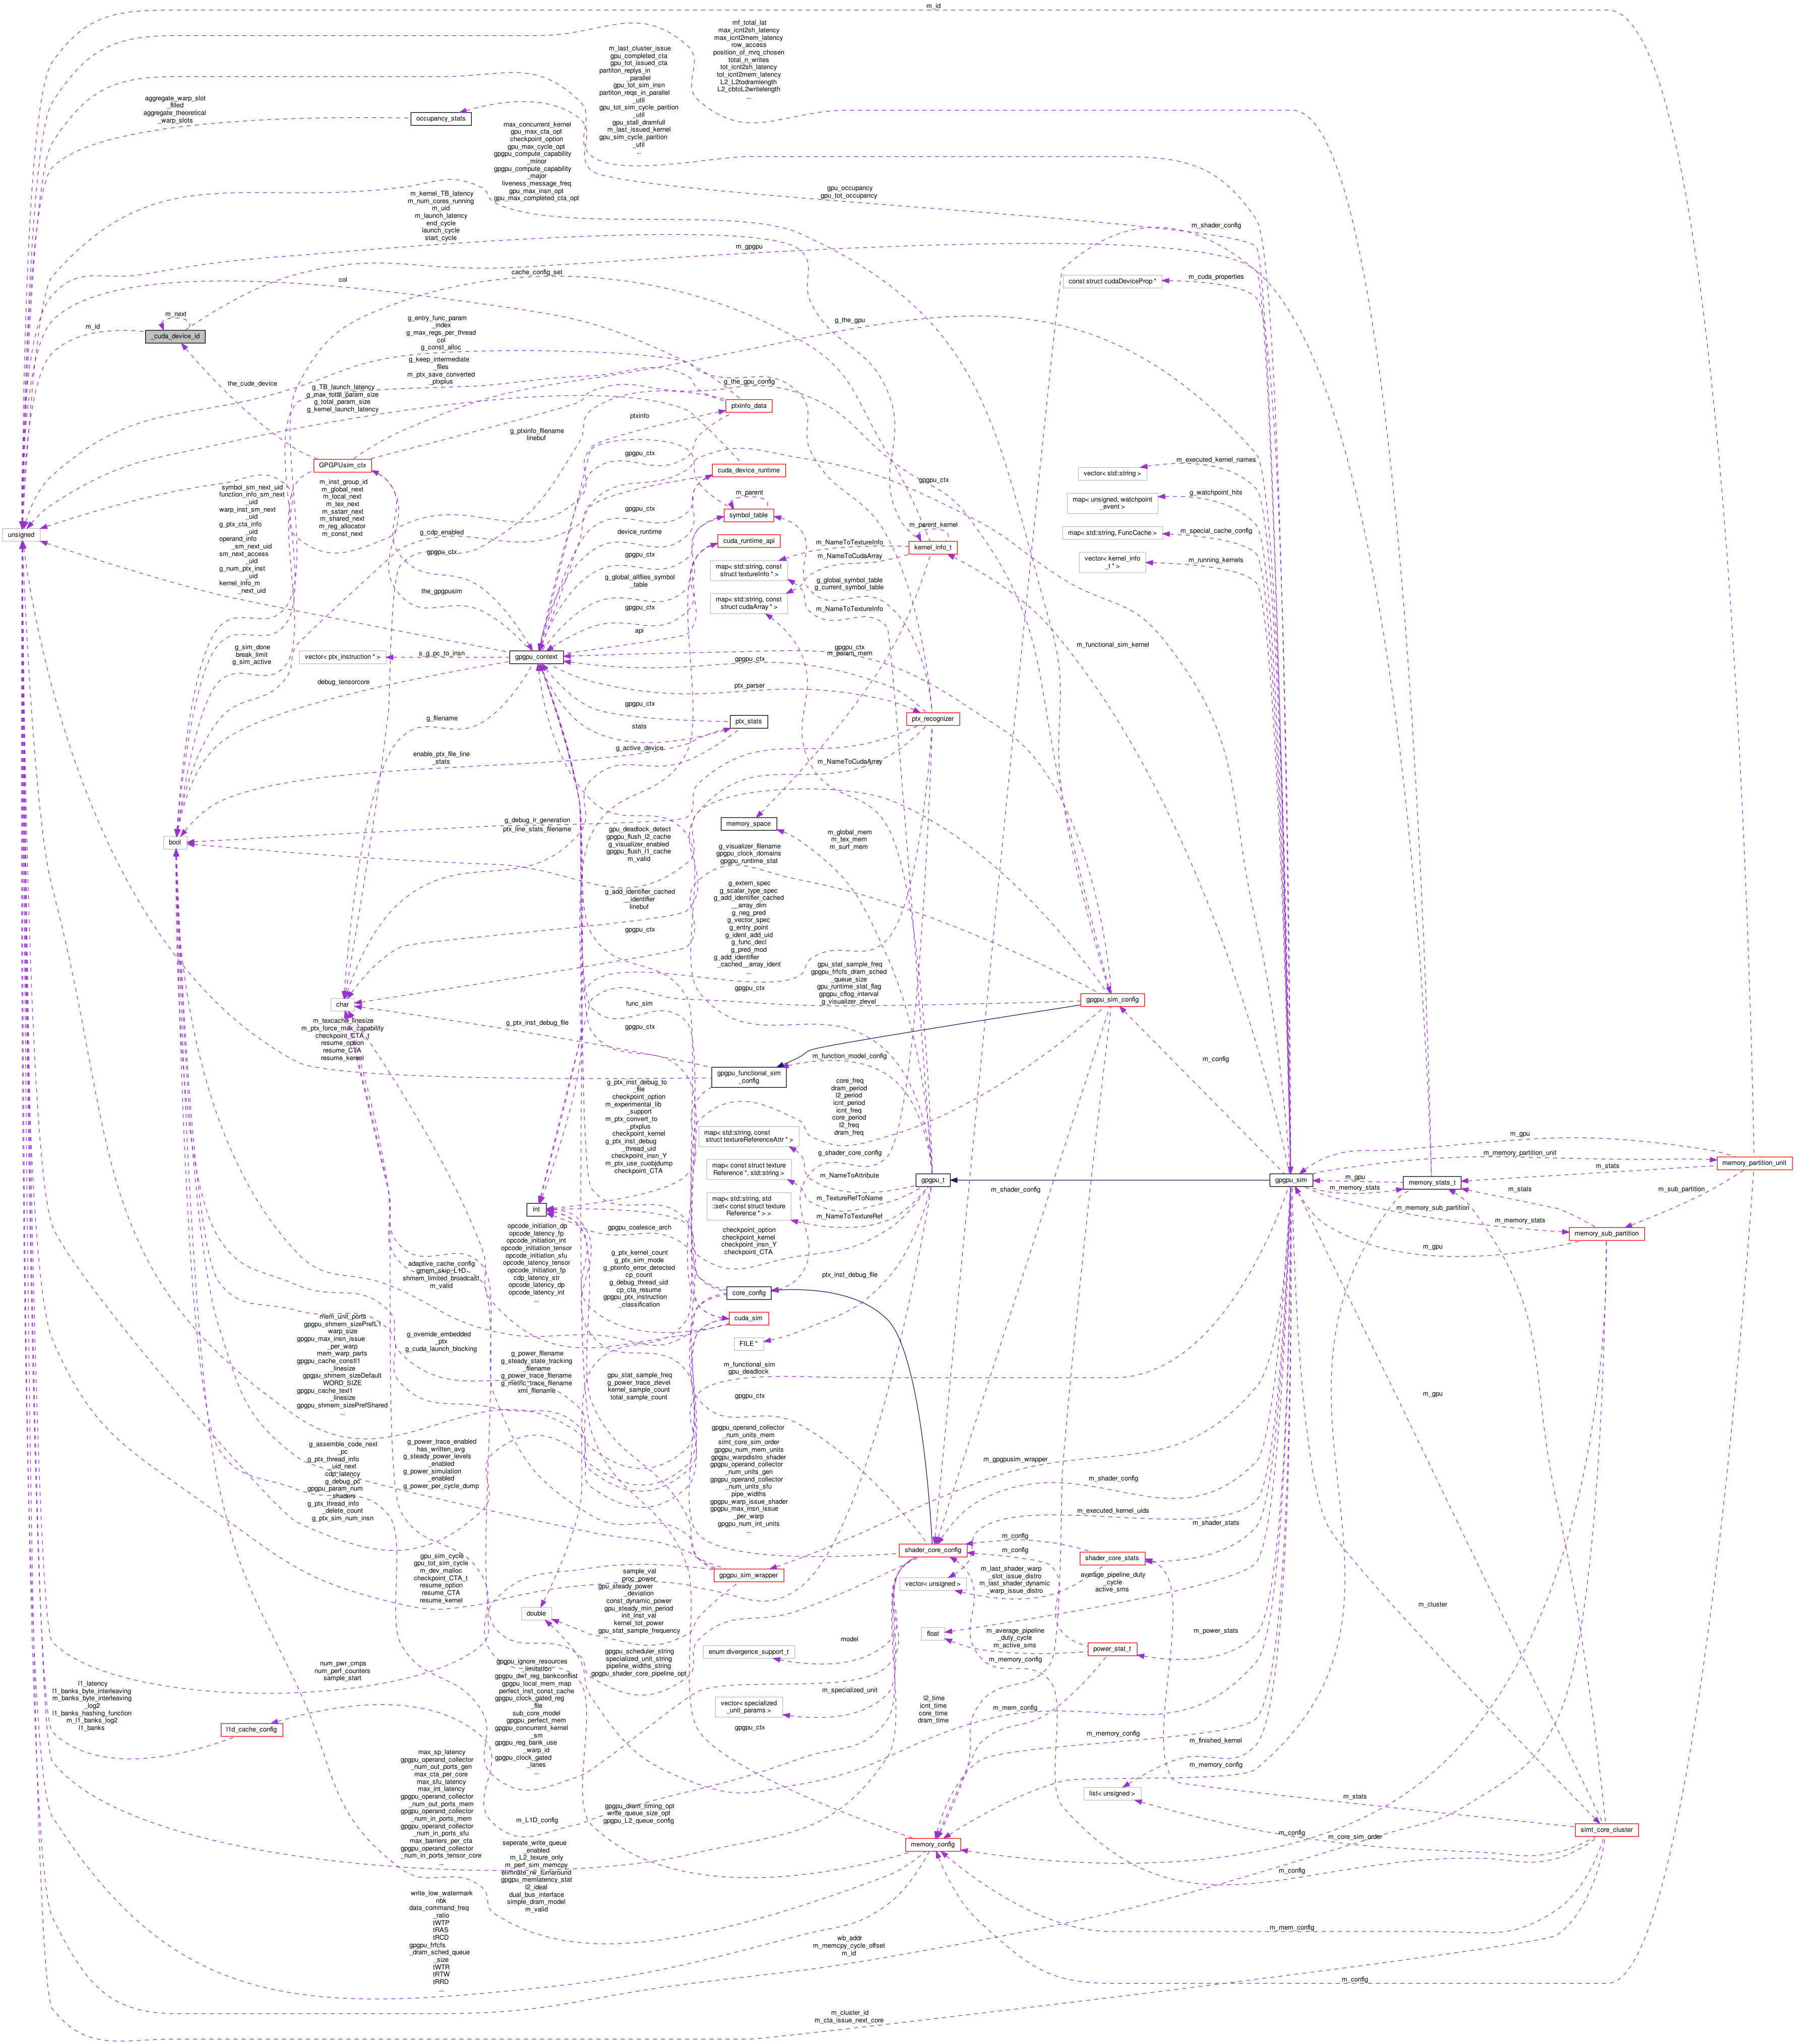 m_id
mf_total_lat
max_icnt2sh_latency
max_icnt2mem_latency
row_access
position_of_mrq_chosen
total_n_writes
tot_icnt2sh_latency
tot_icnt2mem_latency
L2_L2todramlength
L2_cbtoL2writelength
...
m_last_cluster_issue
gpu_completed_cta
gpu_tot_issued_cta
partiton_replys_in
_parallel
gpu_tot_sim_insn
partiton_reqs_in_parallel
_util
gpu_tot_sim_cycle_parition
_util
gpu_stall_dramfull
m_last_issued_kernel
gpu_sim_cycle_parition
_util
...
aggregate_warp_slot
_filled
aggregate_theoretical
_warp_slots
occupancy_stats
max_concurrent_kernel
gpu_max_cta_opt
checkpoint_option
gpu_max_cycle_opt
gpgpu_compute_capability
_minor
gpgpu_compute_capability
_major
liveness_message_freq
gpu_max_insn_opt
gpu_max_completed_cta_opt
gpu_occupancy
gpu_tot_occupancy
m_kernel_TB_latency
m_num_cores_running
m_uid
m_launch_latency
end_cycle
launch_cycle
start_cycle
m_shader_config
m_gpgpu
col
cache_config_set
m_cuda_properties
const struct cudaDeviceProp *
m_next
m_id
_cuda_device_id
g_entry_func_param
_index
g_max_regs_per_thread
col
g_const_alloc
g_the_gpu
g_keep_intermediate
_files
m_ptx_save_converted
_ptxplus
the_cude_device
g_TB_launch_latency
g_max_total_param_size
g_total_param_size
g_kernel_launch_latency
g_the_gpu_config
ptxinfo_data
ptxinfo
g_ptxinfo_filename
linebuf
gpgpu_ctx
GPGPUsim_ctx
cuda_device_runtime
m_executed_kernel_names
vector< std::string >
g_watchpoint_hits
map< unsigned, watchpoint
_event >
m_special_cache_config
map< std::string, FuncCache >
m_running_kernels
vector< kernel_info
_t * >
symbol_sm_next_uid
function_info_sm_next
_uid
warp_inst_sm_next
_uid
g_ptx_cta_info
_uid
operand_info
_sm_next_uid
sm_next_access
_uid
g_num_ptx_inst
_uid
kernel_info_m
_next_uid
m_inst_group_id
m_global_next
m_local_next
m_tex_next
m_sstarr_next
m_shared_next
m_reg_allocator
m_const_next
unsigned
g_cdp_enabled
gpgpu_ctx
gpgpu_ctx
m_parent
symbol_table
device_runtime
gpgpu_ctx
cuda_runtime_api
gpgpu_ctx
m_parent_kernel
kernel_info_t
m_NameToTextureInfo
m_NameToCudaArray
map< std::string, const
struct textureInfo * >
map< std::string, const
struct cudaArray * >
the_gpgpusim
g_global_allfiles_symbol
_table
g_global_symbol_table
g_current_symbol_table
gpgpu_ctx
m_NameToTextureInfo
api
g_sim_done
break_limit
g_sim_active
vector< ptx_instruction * >
s_g_pc_to_insn
gpgpu_context
gpgpu_ctx
gpgpu_ctx
m_param_mem
m_functional_sim_kernel
debug_tensorcore
ptx_parser
gpgpu_ctx
g_filename
ptx_stats
ptx_recognizer
stats
enable_ptx_file_line
_stats
g_active_device
m_NameToCudaArray
g_debug_ir_generation
ptx_line_stats_filename
memory_space
bool
gpu_deadlock_detect
gpgpu_flush_l2_cache
g_visualizer_enabled
gpgpu_flush_l1_cache
m_valid
m_global_mem
m_tex_mem
m_surf_mem
g_visualizer_filename
gpgpu_clock_domains
gpgpu_runtime_stat
g_add_identifier_cached
__identifier
linebuf
gpgpu_ctx
g_extern_spec
g_scalar_type_spec
g_add_identifier_cached
__array_dim
g_neg_pred
g_vector_spec
g_entry_point
g_ident_add_uid
g_func_decl
g_pred_mod
g_add_identifier
_cached__array_ident
...
gpgpu_ctx
gpu_stat_sample_freq
gpgpu_frfcfs_dram_sched
_queue_size
gpu_runtime_stat_flag
gpgpu_cflog_interval
g_visualizer_zlevel
gpgpu_sim_config
char
func_sim
g_ptx_inst_debug_file
gpgpu_ctx
m_texcache_linesize
m_ptx_force_max_capability
checkpoint_CTA_t
resume_option
resume_CTA
resume_kernel
m_function_model_config
m_config
gpgpu_functional_sim
_config
g_ptx_inst_debug_to
_file
checkpoint_option
m_experimental_lib
_support
m_ptx_convert_to
_ptxplus
checkpoint_kernel
g_ptx_inst_debug
_thread_uid
checkpoint_insn_Y
m_ptx_use_cuobjdump
checkpoint_CTA
core_freq
dram_period
l2_period
icnt_period
icnt_freq
core_period
l2_freq
dram_freq
map< std::string, const
struct textureReferenceAttr * >
g_shader_core_config
map< const struct texture
Reference *, std::string >
m_NameToAttribute
gpgpu_t
m_TextureRefToName
map< std::string, std
::set< const struct texture
Reference * > >
m_NameToTextureRef
m_shader_config
gpgpu_sim
m_gpu
m_memory_partition_unit
memory_partition_unit
m_gpu
m_stats
m_memory_stats
memory_stats_t
m_sub_partition
m_stats
m_memory_sub_partition
m_memory_stats
memory_sub_partition
m_gpu
int
opcode_initiation_dp
opcode_latency_fp
opcode_initiation_int
opcode_initiation_tensor
opcode_initiation_sfu
opcode_latency_tensor
opcode_initiation_fp
cdp_latency_str
opcode_latency_dp
opcode_latency_int
...
gpgpu_coalesce_arch
checkpoint_option
checkpoint_kernel
checkpoint_insn_Y
checkpoint_CTA
g_ptx_kernel_count
g_ptx_sim_mode
g_ptxinfo_error_detected
cp_count
g_debug_thread_uid
cp_cta_resume
gpgpu_ptx_instruction
_classification
adaptive_cache_config
gmem_skip_L1D
shmem_limited_broadcast
m_valid
ptx_inst_debug_file
core_config
cuda_sim
FILE *
mem_unit_ports
gpgpu_shmem_sizePrefL1
warp_size
gpgpu_max_insn_issue
_per_warp
mem_warp_parts
gpgpu_cache_constl1
_linesize
gpgpu_shmem_sizeDefault
WORD_SIZE
gpgpu_cache_texl1
_linesize
gpgpu_shmem_sizePrefShared
...
g_override_embedded
_ptx
g_cuda_launch_blocking
g_power_filename
g_steady_state_tracking
_filename
g_power_trace_filename
g_metric_trace_filename
xml_filename
gpu_stat_sample_freq
g_power_trace_zlevel
kernel_sample_count
total_sample_count
m_functional_sim
gpu_deadlock
gpgpu_ctx
m_gpu
gpgpu_operand_collector
_num_units_mem
simt_core_sim_order
gpgpu_num_mem_units
gpgpu_warpdistro_shader
gpgpu_operand_collector
_num_units_gen
gpgpu_operand_collector
_num_units_sfu
pipe_widths
gpgpu_warp_issue_shader
gpgpu_max_insn_issue
_per_warp
gpgpu_num_int_units
...
g_assemble_code_next
_pc
g_ptx_thread_info
_uid_next
cdp_latency
g_debug_pc
gpgpu_param_num
_shaders
g_ptx_thread_info
_delete_count
g_ptx_sim_num_insn
g_power_trace_enabled
has_written_avg
g_steady_power_levels
_enabled
g_power_simulation
_enabled
g_power_per_cycle_dump
m_gpgpusim_wrapper
m_shader_config
m_executed_kernel_uids
m_shader_stats
m_config
shader_core_config
m_config
shader_core_stats
gpu_sim_cycle
gpu_tot_sim_cycle
m_dev_malloc
checkpoint_CTA_t
resume_option
resume_CTA
resume_kernel
gpgpu_sim_wrapper
sample_val
proc_power
gpu_steady_power
_deviation
const_dynamic_power
gpu_steady_min_period
init_inst_val
kernel_tot_power
gpu_stat_sample_frequency
vector< unsigned >
m_last_shader_warp
_slot_issue_distro
m_last_shader_dynamic
_warp_issue_distro
average_pipeline_duty
_cycle
active_sms
m_cluster
double
float
model
enum divergence_support_t
m_average_pipeline
_duty_cycle
m_active_sms
m_power_stats
power_stat_t
m_memory_config
num_pwr_cmps
num_perf_counters
sample_start
gpgpu_scheduler_string
specialized_unit_string
pipeline_widths_string
gpgpu_shader_core_pipeline_opt
gpgpu_ignore_resources
_limitation
gpgpu_dwf_reg_bankconflict
gpgpu_local_mem_map
perfect_inst_const_cache
gpgpu_clock_gated_reg
_file
sub_core_model
gpgpu_perfect_mem
gpgpu_concurrent_kernel
_sm
gpgpu_reg_bank_use
_warp_id
gpgpu_clock_gated
_lanes
...
m_specialized_unit
vector< specialized
_unit_params >
l1_latency
l1_banks_byte_interleaving
m_banks_byte_interleaving
_log2
l1_banks_hashing_function
m_l1_banks_log2
l1_banks
l1d_cache_config
gpgpu_ctx
l2_time
icnt_time
core_time
dram_time
m_mem_config
m_memory_config
m_finished_kernel
m_memory_config
list< unsigned >
m_stats
max_sp_latency
gpgpu_operand_collector
_num_out_ports_gen
max_cta_per_core
max_sfu_latency
max_int_latency
gpgpu_operand_collector
_num_out_ports_mem
gpgpu_operand_collector
_num_in_ports_mem
gpgpu_operand_collector
_num_in_ports_sfu
max_barriers_per_cta
gpgpu_operand_collector
_num_in_ports_tensor_core
...
m_L1D_config
gpgpu_dram_timing_opt
write_queue_size_opt
gpgpu_L2_queue_config
memory_config
m_config
m_core_sim_order
simt_core_cluster
m_config
seperate_write_queue
_enabled
m_L2_texure_only
m_perf_sim_memcpy
elimnate_rw_turnaround
gpgpu_memlatency_stat
l2_ideal
dual_bus_interface
simple_dram_model
m_valid
write_low_watermark
nbk
data_command_freq
_ratio
tWTP
tRAS
tRCD
gpgpu_frfcfs
_dram_sched_queue
_size
tWTR
tRTW
tRRD
...
m_mem_config
wb_addr
m_memcpy_cycle_offset
m_id
m_config
m_cluster_id
m_cta_issue_next_core